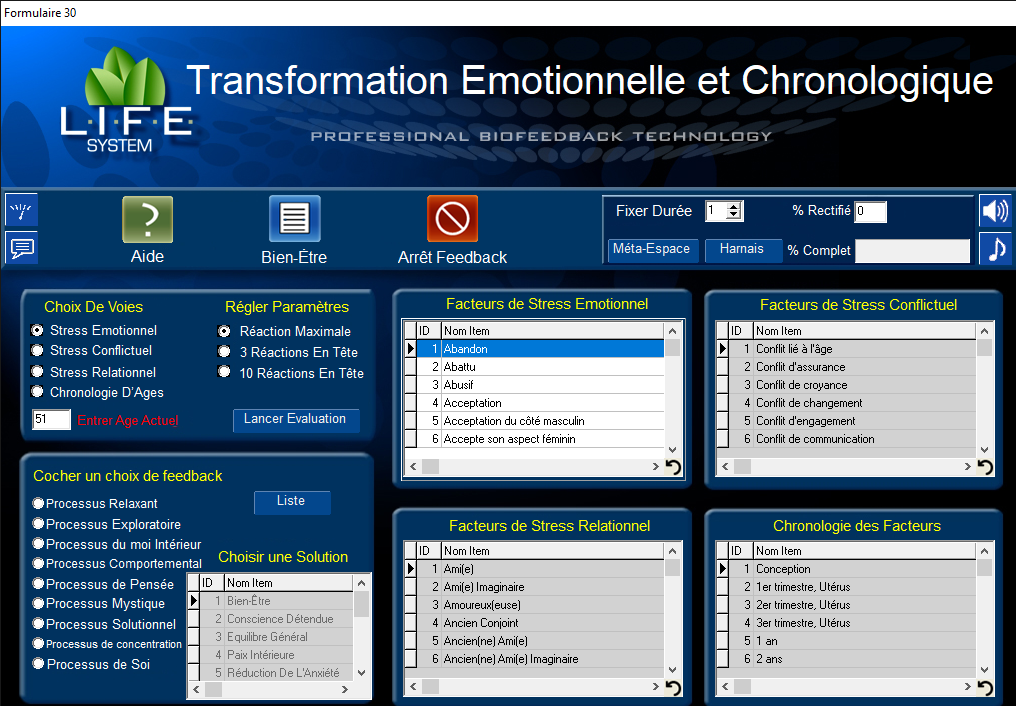 Formulaire 30
Transformation Emotionnelle et Chronologique
L·I·F·E·
SYSTEM
PROFESSIONAL BIOFEEDBACK TECHNOLOGY
?
Aide
Bien-Être
Arrêt Feedback
Fixer Durée 1
% Rectifié 0
Méta-Espace
Harnais
% Complet
Choix De Voies
Stress Emotionnel
Stress Conflictuel
Stress Relationnel
Chronologie D'Ages
51 Entrer Age Actuel
Régler Paramètres
Réaction Maximale
3 Réactions En Tête
10 Réactions En Tête
Lancer Evaluation
Facteurs de Stress Emotionnel
ID Nom Item
1 Abandon
2 Abattu
3 Abusif
4 Acceptation
5 Acceptation du côté masculin
6 Accepte son aspect féminin
Facteurs de Stress Conflictuel
ID Nom Item
1 Conflit lié à l'âge
2 Conflit d'assurance
3 Conflit de croyance
4 Conflit de changement
5 Conflit d'engagement
6 Conflit de communication
Cocher un choix de feedback
Processus Relaxant
Processus Exploratoire
Processus du moi Intérieur
Processus Comportemental
Processus de Pensée
Processus Mystique
Processus Solutionnel
Processus de concentration
Processus de Soi
Liste
Choisir une Solution
ID Nom Item
1 Bien-Être
2 Conscience Détendue
3 Equilibre Général
4 Paix Intérieure
5 Réduction De L'Anxiété
Facteurs de Stress Relationnel
ID Nom Item
1 Ami(e)
2 Ami(e) Imaginaire
3 Amoureux(euse)
4 Ancien Conjoint
5 Ancien(ne) Ami(e)
6 Ancien(ne) Ami(e) Imaginaire
Chronologie des Facteurs
ID Nom Item
1 Conception
2 1er trimestre, Utérus
3 2er trimestre, Utérus
4 3er trimestre, Utérus
5 1 an
6 2 ans